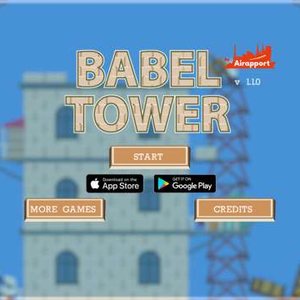 BABEL
TOWER
Airapport
v 1.1.0
START
Download on the
App Store
GET IT ON
Google Play
MORE GAMES
CREDITS